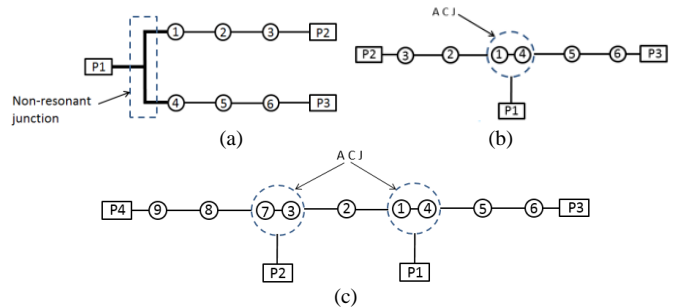 P1
1 2 3 P2
4 5 6 P3
Non-resonant
junction
(a)
A C J
P2 3 2 1 4 5 6 P3
P1
(b)
A C J
P4 9 8 7 3 2 1 4 5 6 P3
P2 P1
(c)